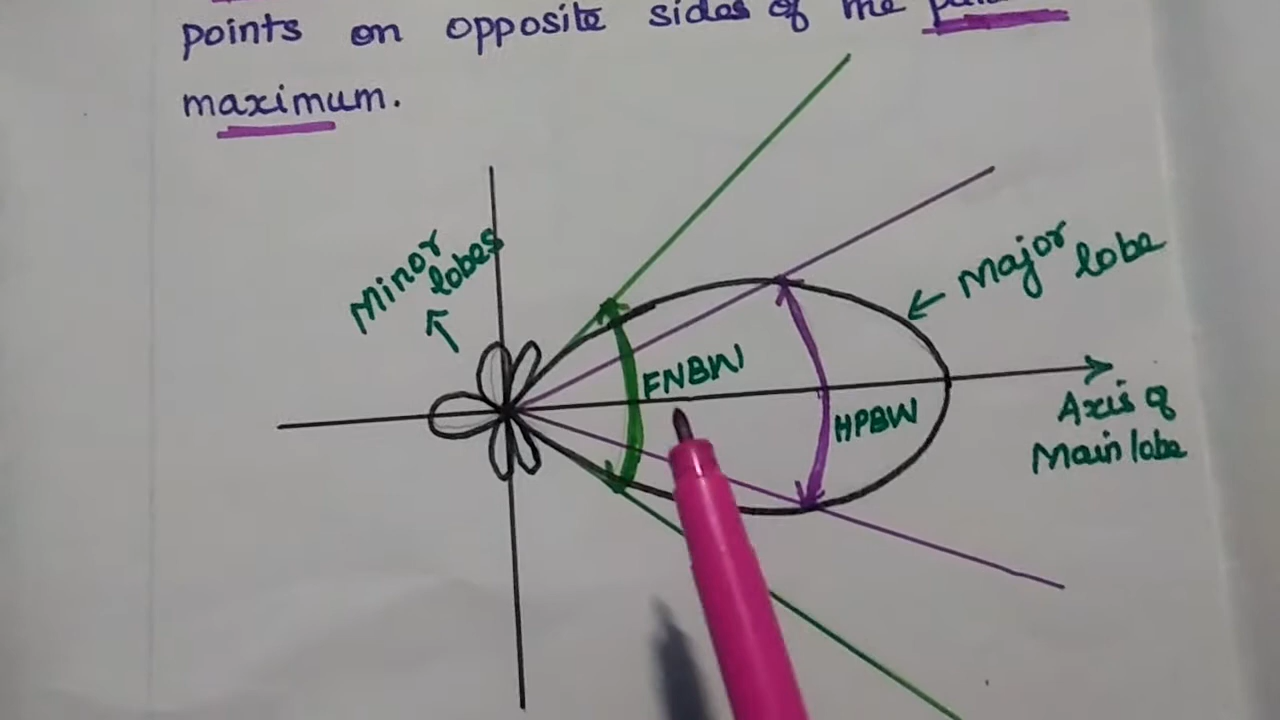 points on opposite sides of the
maximum.
Minor
lobes
Major lobe
FNBW
HPBW
Axis of
Main lobe